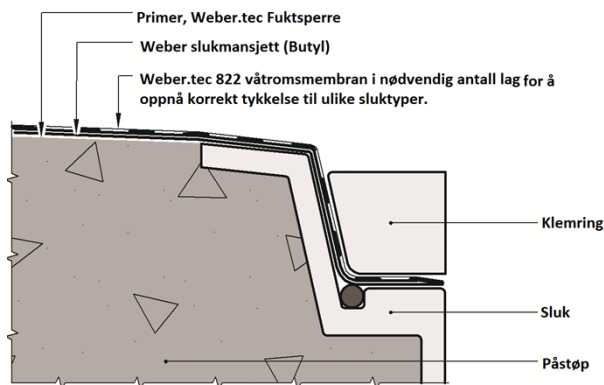 Primer, Weber.tec Fuktsperre
Weber slukmansjett (Butyl)
Weber.tec 822 våtromsmembran i nødvendig antall lag for å
oppnå korrekt tykkelse til ulike sluktyper.
Klemring
Sluk
Påstøp